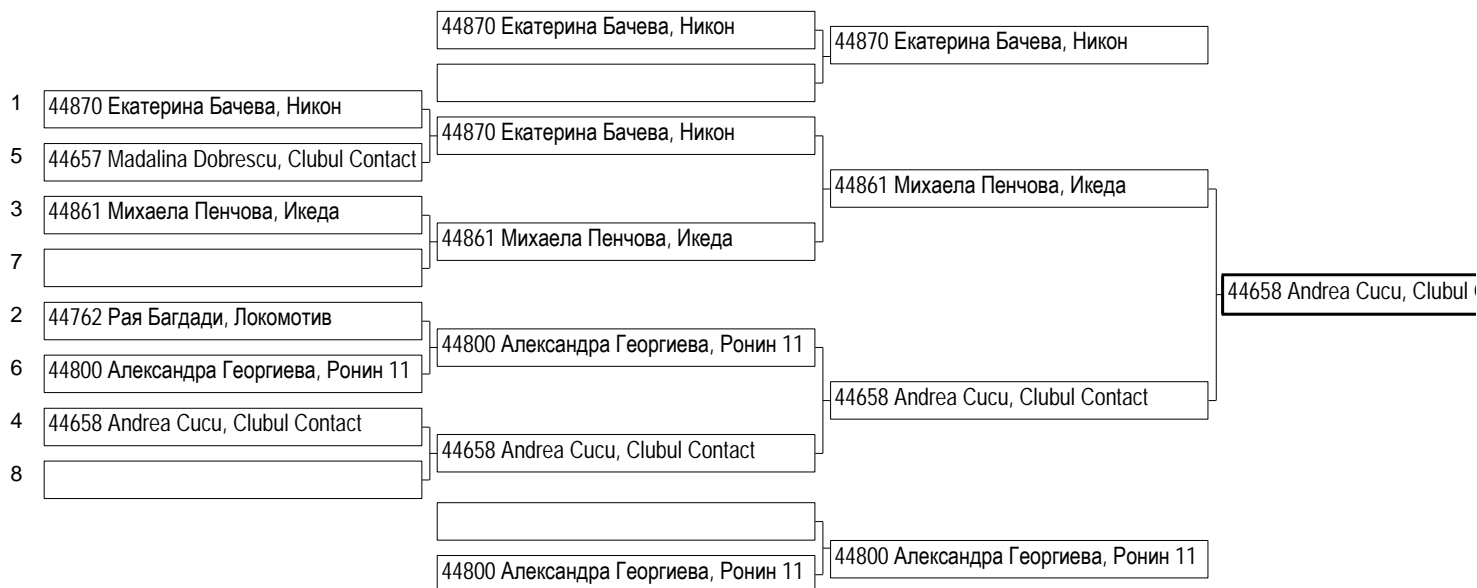 44870 Екатерина Бачева, Никон
44870 Екатерина Бачева, Никон
1 44870 Екатерина Бачева, Никон
44870 Екатерина Бачева, Никон
5 44657 Madalina Dobrescu, Clubul Contact
44861 Михаела Пенчова, Икеда
3 44861 Михаела Пенчова, Икеда
44861 Михаела Пенчова, Икеда
7
44658 Andrea Cucu, Clubul
2 44762 Рая Багдади, Локомотив
44800 Александра Георгиева, Ронин 11
6 44800 Александра Георгиева, Ронин 11
44658 Andrea Cucu, Clubul Contact
4 44658 Andrea Cucu, Clubul Contact
44658 Andrea Cucu, Clubul Contact
8
44800 Александра Георгиева, Ронин 11
44800 Александра Георгиева, Ронин 11